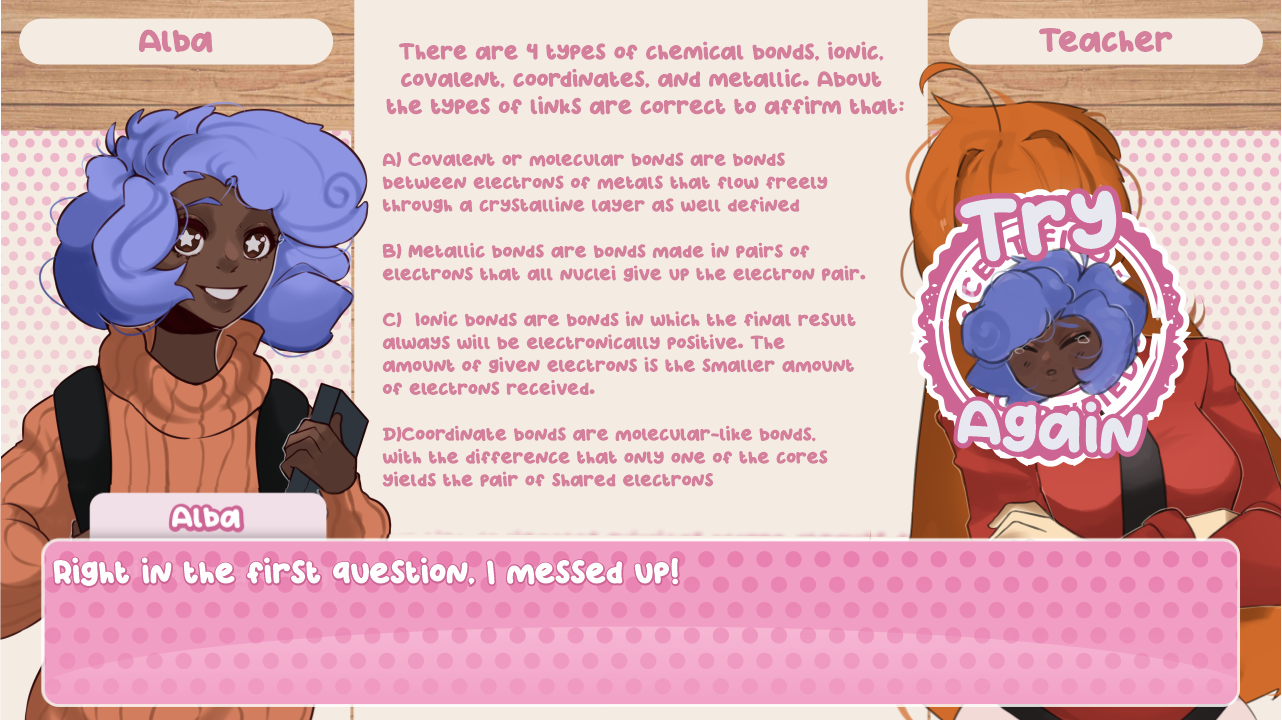 Alba
Teacher
There are 4 types of chemical bonds, ionic,
covalent, coordinates, and metallic. About
the types of links are correct to affirm that:
A) Covalent or molecular bonds are bonds
between electrons of metals that flow freely
through a crystalline layer as well defined
B) Metallic bonds are bonds made in pairs of
electrons that all nuclei give up the electron pair.
C) Ionic bonds are bonds in which the final result
always will be electronically positive. The
amount of given electrons is the smaller amount
of electrons received.
D)Coordinate bonds are molecular-like bonds,
with the difference that only one of the cores
yields the pair of shared electrons
Try
Again
Alba
Right in the first question, I messed up!